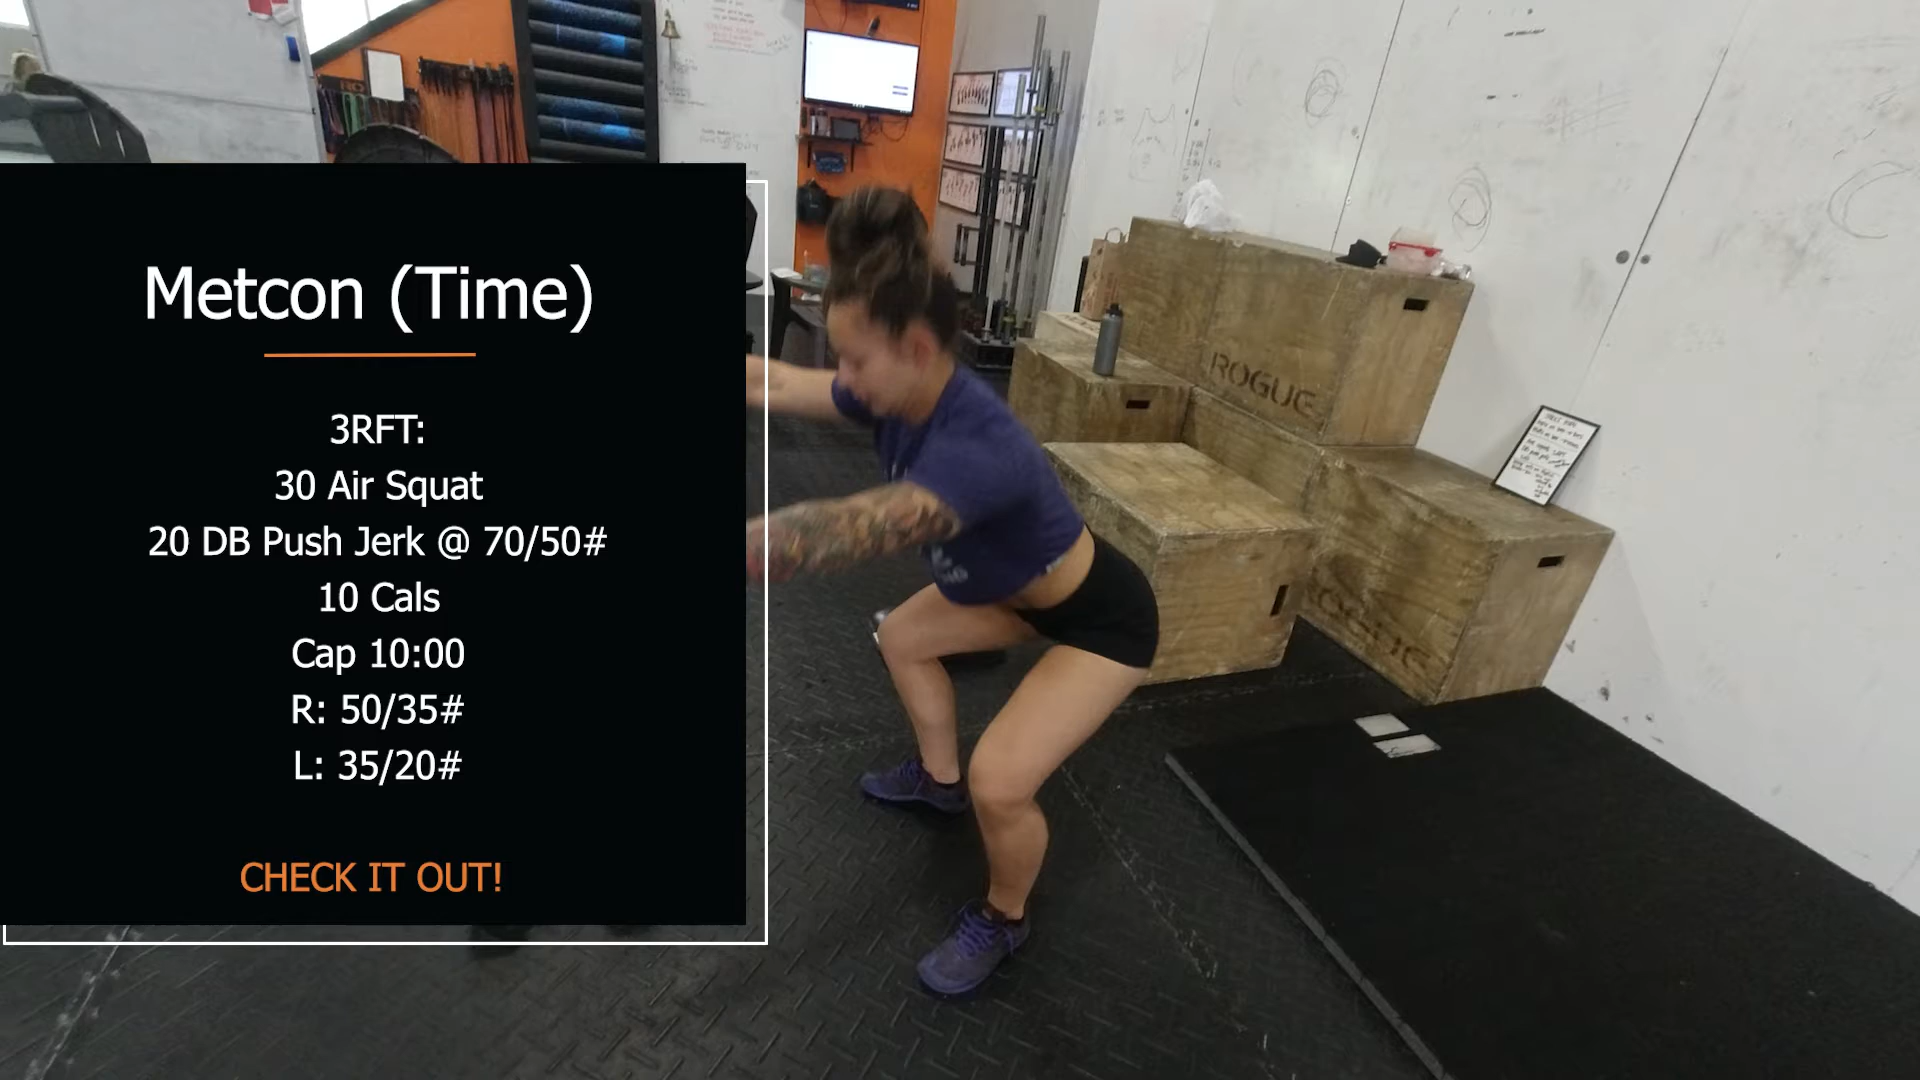 Metcon (Time)
3RFT:
30 Air Squat
20 DB Push Jerk @ 70/50#
10 Cals
Cap 10:00
R: 50/35#
L: 35/20#
CHECK IT OUT!
ROGUE
ROGUE